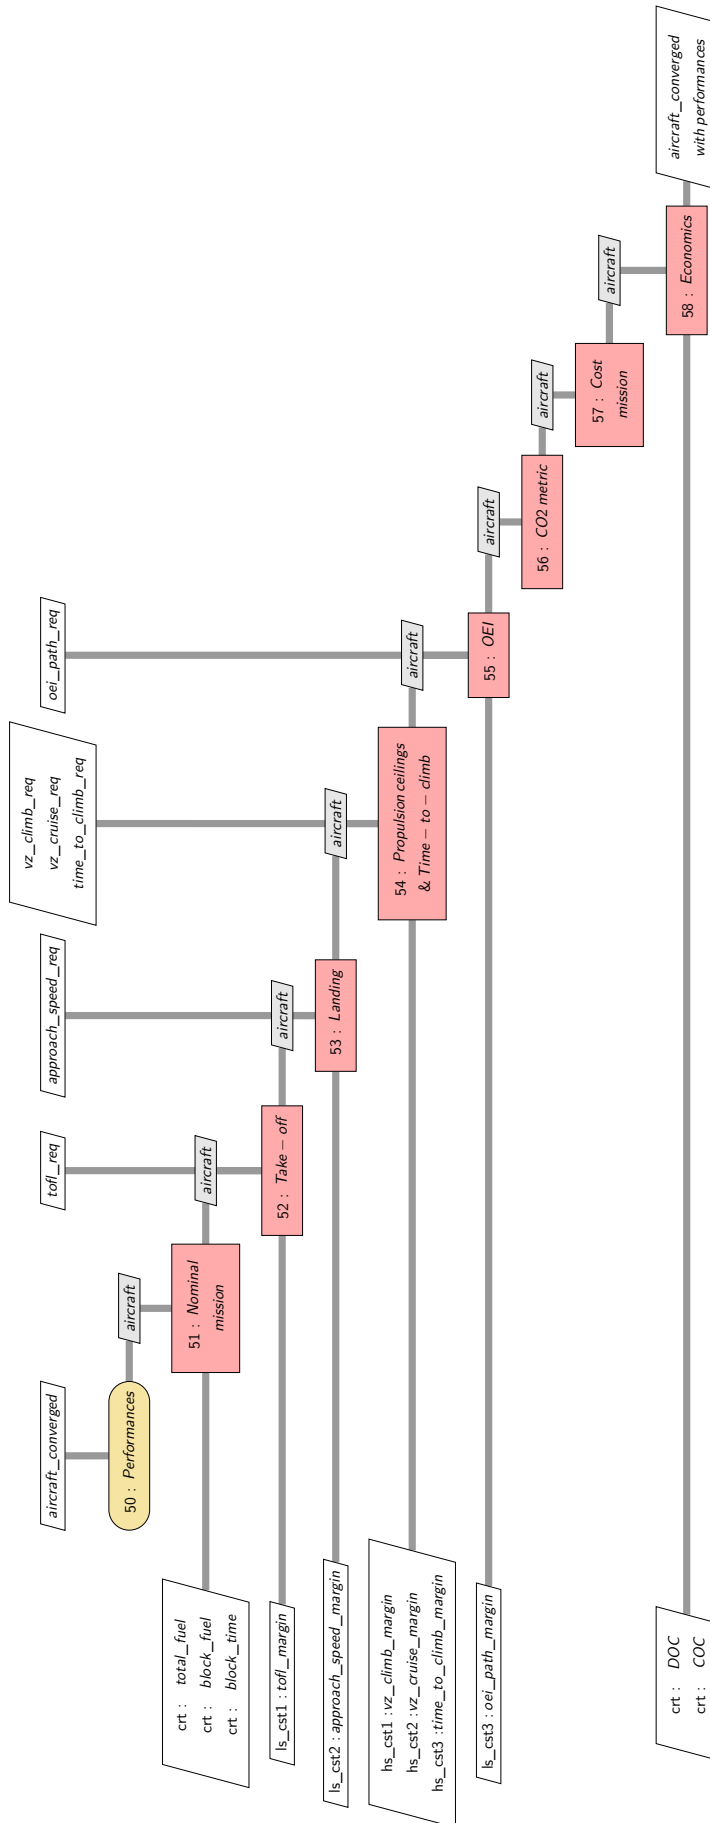 aircraft_converged
tofl_req
approach_speed_req
vz_climb_req
vz_cruise_req
time_to_climb_req
oei_path_req
50 : Performances
aircraft
crt : total_fuel
crt : block_fuel
crt : block_time
51 : Nominal
mission
aircraft
ls_cst1 : tofl_margin
52 : Take − off
aircraft
ls_cst2 : approach_speed_margin
53 : Landing
aircraft
hs_cst1 :vz_climb_margin
hs_cst2 :vz_cruise_margin
hs_cst3 :time_to_climb_margin
54 : Propulsion ceilings
& Time − to − climb
aircraft
ls_cst3 : oei_path_margin
55 : OEI
aircraft
56 : CO2 metric
aircraft
57 : Cost
mission
aircraft
crt : DOC
crt : COC
58 : Economics
aircraft_converged
with performances